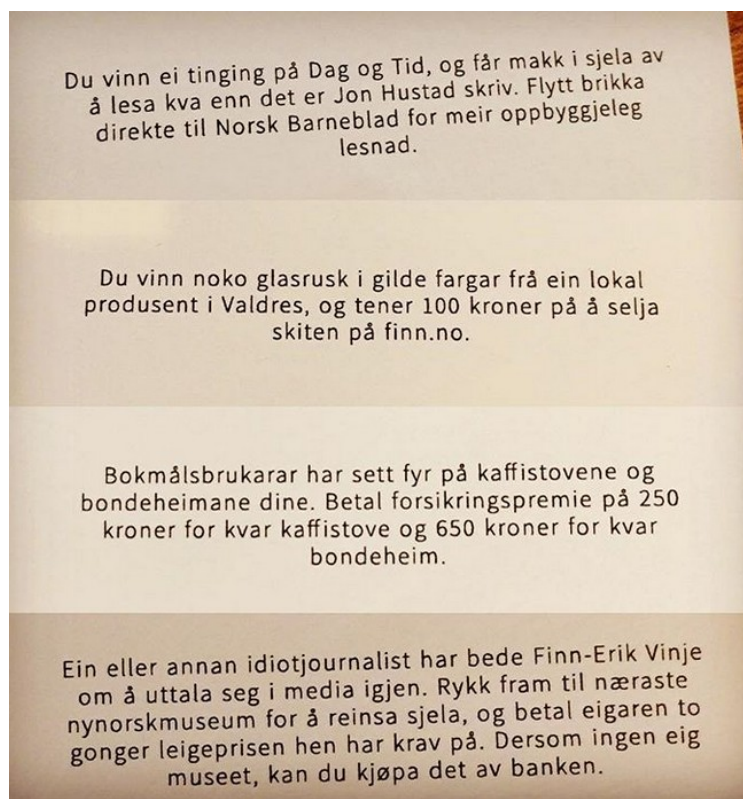 Du vinn ei tinging på Dag og Tid, og får makk i sjela av
å lesa kva enn det er Jon Hustad skriv. Flytt brikka
direkte til Norsk Barneblad for meir oppbyggjeleg
lesnad.
Du vinn noko glasrusk i gilde fargar frå ein lokal
produsent i Valdres, og tener 100 kroner på å selja
skiten på finn.no.
Bokmålsbrukarar har sett fyr på kaffistovene og
bondeheimane dine. Betal forsikringspremie på 250
kroner for kvar kaffistove og 650 kroner for kvar
bondeheim.
Ein eller annan idiotjournalist har bede Finn-Erik Vinje
om å uttala seg i media igjen. Rykk fram til næraste
nynorskmuseum for å reinsa sjela, og betal eigaren to
gonger leigeprisen hen har krav på. Dersom ingen eig
museet, kan du kjøpa det av banken.